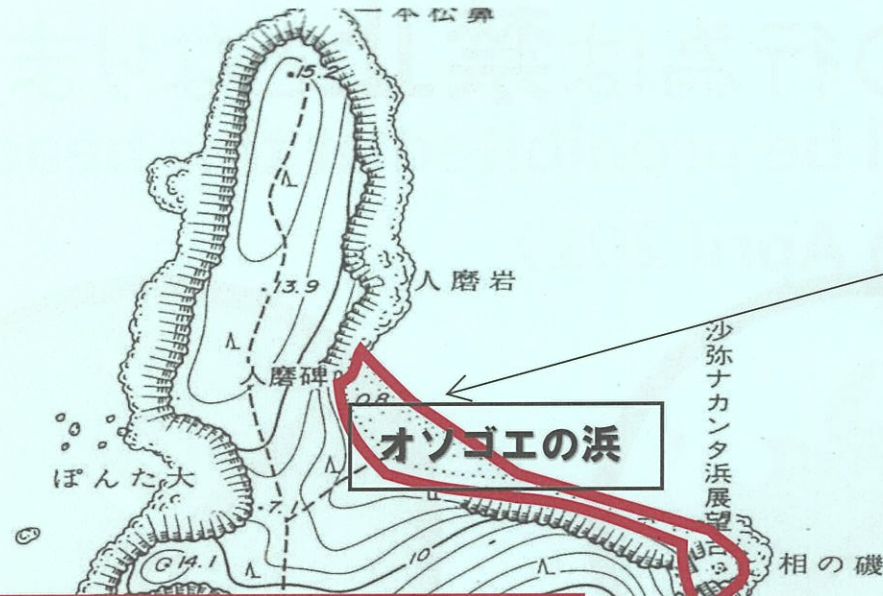 一本松鼻
15.2
13.9
人磨岩
人磨碑
0.8
オソゴエの浜
沙弥ナカンタ浜展望台
ぽんた大
7.1
10
14.1
相の磯